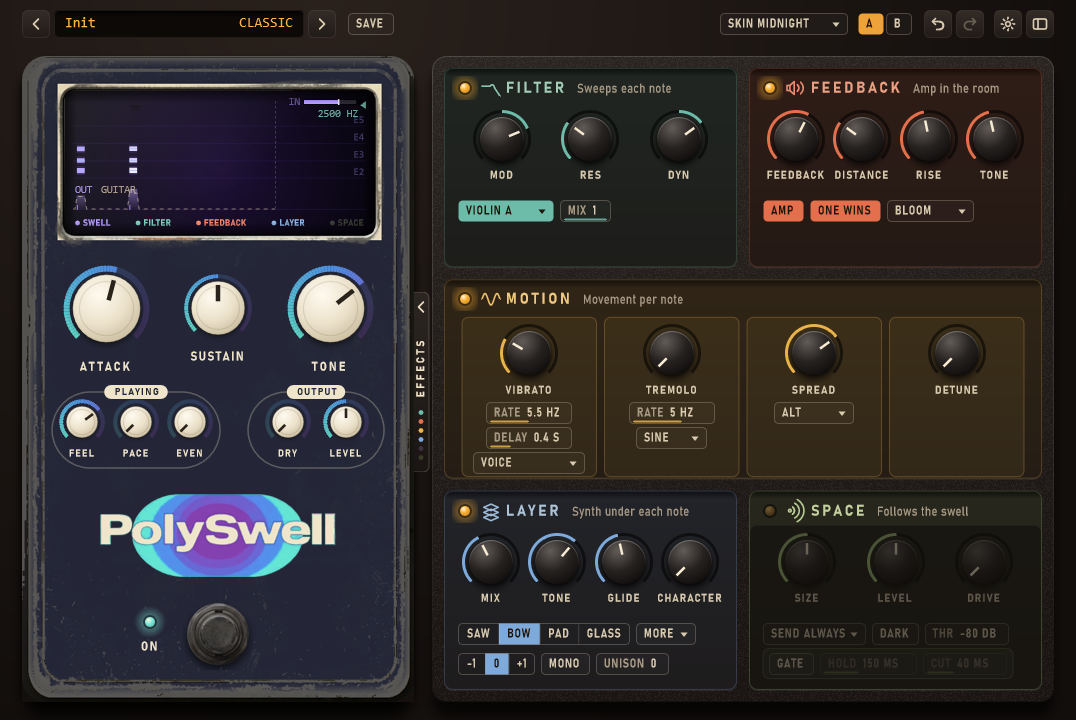 Init CLASSIC
SAVE
SKIN MIDNIGHT
A B
IN
2500 HZ
E5
E4
E3
E2
OUT GUITAR
SWELL FILTER FEEDBACK LAYER SPACE
ATTACK SUSTAIN TONE
PLAYING
FEEL PACE EVEN
OUTPUT
DRY LEVEL
PolySwell
ON
EFFECTS
FILTER Sweeps each note
MOD RES DYN
VIOLIN A MIX 1
FEEDBACK Amp in the room
FEEDBACK DISTANCE RISE TONE
AMP ONE WINS BLOOM
MOTION Movement per note
VIBRATO TREMOLO SPREAD DETUNE
RATE 5.5 HZ RATE 5 HZ ALT
DELAY 0.4 S SINE
VOICE
LAYER Synth under each note
MIX TONE GLIDE CHARACTER
SAW BOW PAD GLASS MORE
-1 0 +1 MONO UNISON 0
SPACE Follows the swell
SIZE LEVEL DRIVE
SEND ALWAYS DARK THR -80 DB
GATE HOLD 150 MS CUT 40 MS